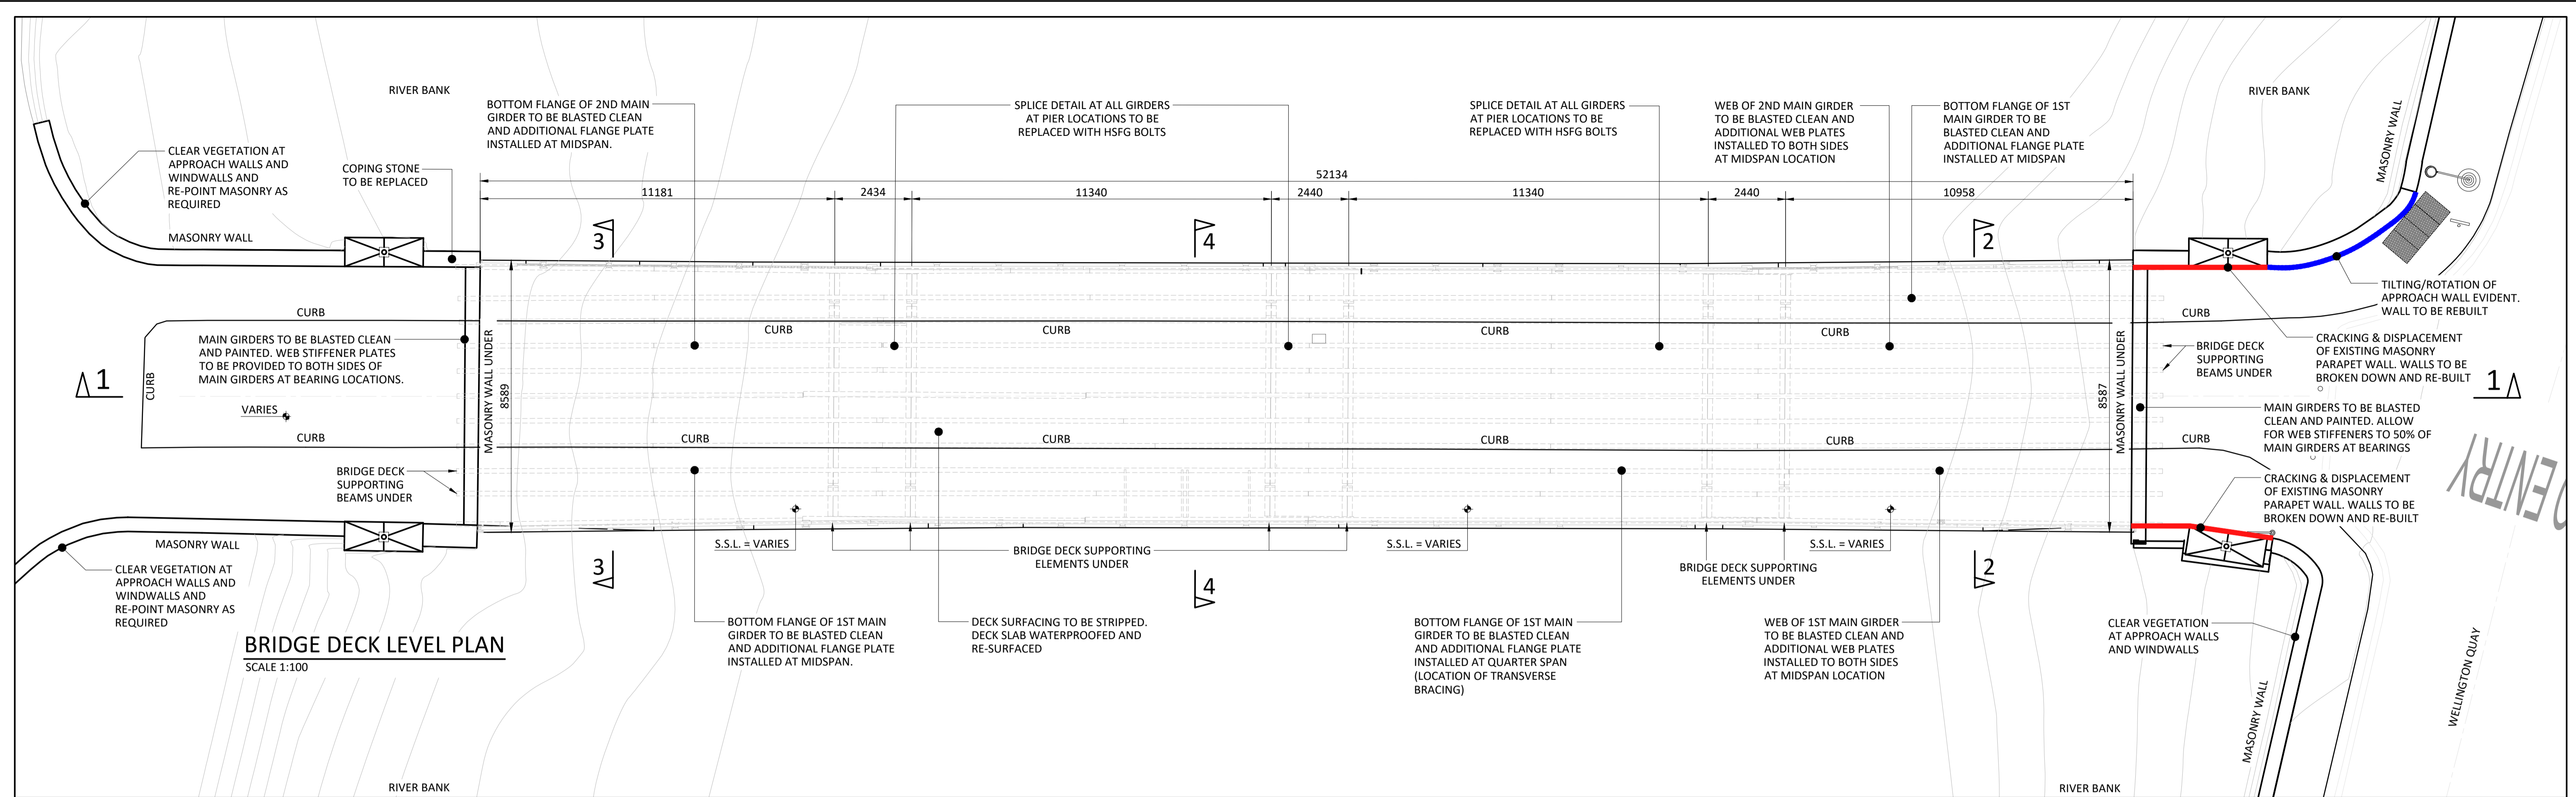 RIVER BANK
RIVER BANK
BOTTOM FLANGE OF 2ND MAIN
GIRDER TO BE BLASTED CLEAN
AND ADDITIONAL FLANGE PLATE
INSTALLED AT MIDSPAN.
SPLICE DETAIL AT ALL GIRDERS
AT PIER LOCATIONS TO BE
REPLACED WITH HSFG BOLTS
SPLICE DETAIL AT ALL GIRDERS
AT PIER LOCATIONS TO BE
REPLACED WITH HSFG BOLTS
WEB OF 2ND MAIN GIRDER
TO BE BLASTED CLEAN AND
ADDITIONAL WEB PLATES
INSTALLED TO BOTH SIDES
AT MIDSPAN LOCATION
BOTTOM FLANGE OF 1ST
MAIN GIRDER TO BE
BLASTED CLEAN AND
ADDITIONAL FLANGE PLATE
INSTALLED AT MIDSPAN
MASONRY WALL
CLEAR VEGETATION AT
APPROACH WALLS AND
WINDWALLS AND
RE-POINT MASONRY AS
REQUIRED
COPING STONE
TO BE REPLACED
52134
11181
2434
11340
2440
11340
2440
10958
MASONRY WALL
3
4
2
TILTING/ROTATION OF
APPROACH WALL EVIDENT.
WALL TO BE REBUILT
CURB
CURB
CURB
CURB
CURB
CURB
MAIN GIRDERS TO BE BLASTED CLEAN
AND PAINTED. WEB STIFFENER PLATES
TO BE PROVIDED TO BOTH SIDES OF
MAIN GIRDERS AT BEARING LOCATIONS.
CRACKING & DISPLACEMENT
OF EXISTING MASONRY
PARAPET WALL. WALLS TO BE
BROKEN DOWN AND RE-BUILT
BRIDGE DECK
SUPPORTING
BEAMS UNDER
1
CURB
MASONRY WALL UNDER
8589
8587
MASONRY WALL UNDER
1
VARIES
MAIN GIRDERS TO BE BLASTED
CLEAN AND PAINTED. ALLOW
FOR WEB STIFFENERS TO 50% OF
MAIN GIRDERS AT BEARINGS
CURB
CURB
CURB
CURB
CURB
CURB
ENTRY
BRIDGE DECK
SUPPORTING
BEAMS UNDER
CRACKING & DISPLACEMENT
OF EXISTING MASONRY
PARAPET WALL. WALLS TO BE
BROKEN DOWN AND RE-BUILT
MASONRY WALL
S.S.L. = VARIES
S.S.L. = VARIES
S.S.L. = VARIES
BRIDGE DECK SUPPORTING
ELEMENTS UNDER
BRIDGE DECK SUPPORTING
ELEMENTS UNDER
3
4
2
CLEAR VEGETATION AT
APPROACH WALLS AND
WINDWALLS AND
RE-POINT MASONRY AS
REQUIRED
BOTTOM FLANGE OF 1ST MAIN
GIRDER TO BE BLASTED CLEAN
AND ADDITIONAL FLANGE PLATE
INSTALLED AT MIDSPAN.
DECK SURFACING TO BE STRIPPED.
DECK SLAB WATERPROOFED AND
RE-SURFACED
BOTTOM FLANGE OF 1ST MAIN
GIRDER TO BE BLASTED CLEAN
AND ADDITIONAL FLANGE PLATE
INSTALLED AT QUARTER SPAN
(LOCATION OF TRANSVERSE
BRACING)
WEB OF 1ST MAIN GIRDER
TO BE BLASTED CLEAN AND
ADDITIONAL WEB PLATES
INSTALLED TO BOTH SIDES
AT MIDSPAN LOCATION
CLEAR VEGETATION
AT APPROACH WALLS
AND WINDWALLS
BRIDGE DECK LEVEL PLAN
SCALE 1:100
MASONRY WALL
WELLINGTON QUAY
RIVER BANK
RIVER BANK